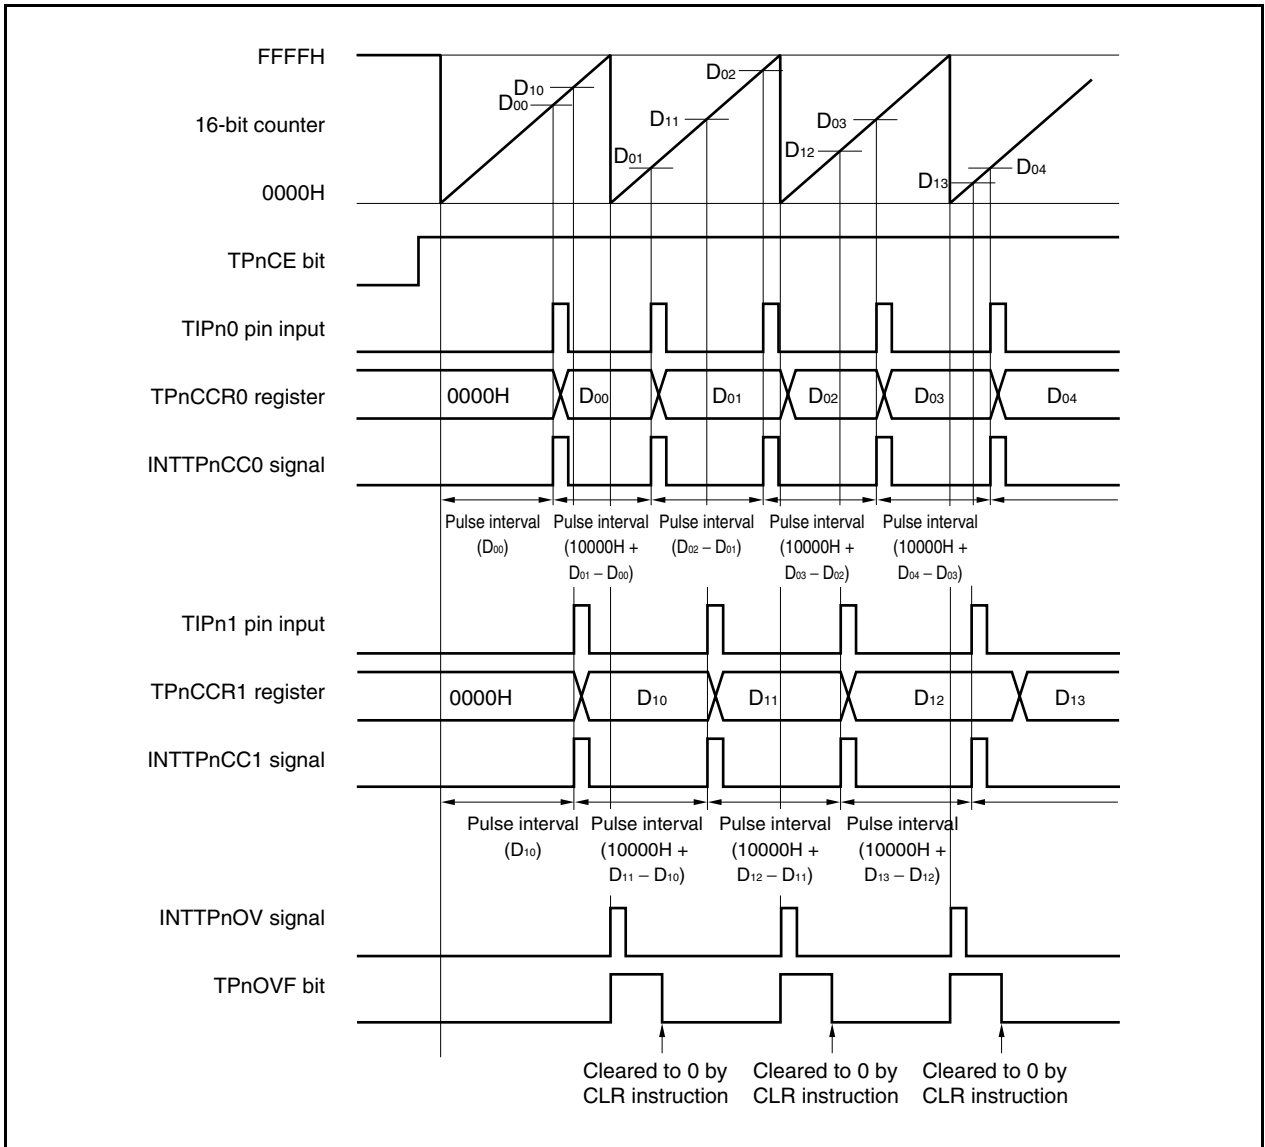 FFFFH
D10
D00
D02
D11
16-bit counter
D03
D12
D01
D04
D13
0000H
TPnCE bit
TIPn0 pin input
TPnCCR0 register 0000H D00 D01 D02 D03 D04
INTTPnCC0 signal
Pulse interval (D00)
Pulse interval (10000H + D01 – D00)
Pulse interval (D02 – D01)
Pulse interval (10000H + D03 – D02)
Pulse interval (10000H + D04 – D03)
TIPn1 pin input
TPnCCR1 register 0000H D10 D11 D12 D13
INTTPnCC1 signal
Pulse interval (D10)
Pulse interval (10000H + D11 – D10)
Pulse interval (10000H + D12 – D11)
Pulse interval (10000H + D13 – D12)
INTTPnOV signal
TPnOVF bit
Cleared to 0 by CLR instruction
Cleared to 0 by CLR instruction
Cleared to 0 by CLR instruction